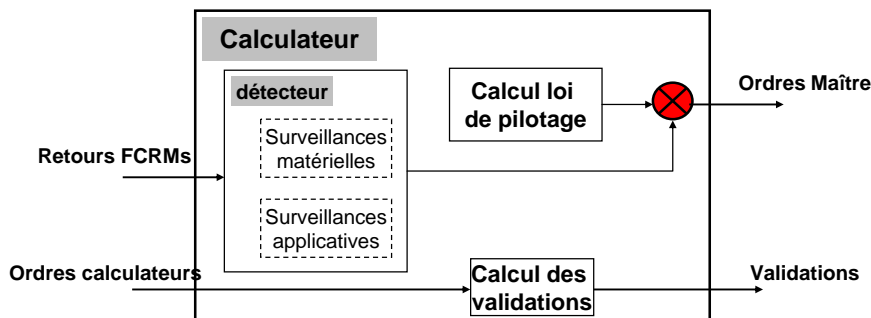 Calculateur
détecteur
Surveillances
matérielles
Surveillances
applicatives
Calcul loi
de pilotage
Ordres Maître
Retours FCRMs
Ordres calculateurs
Calcul des
validations
Validations